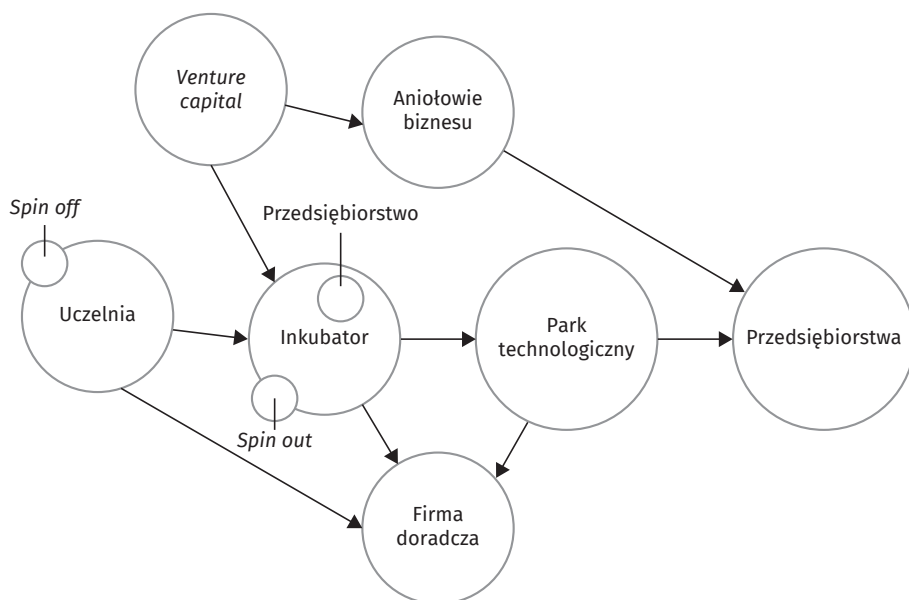 Venture
capital
Aniołowie
biznesu
Spin off
Przedsiębiorstwo
Uczelnia
Inkubator
Park
technologiczny
Przedsiębiorstwa
Spin out
Firma
doradcza